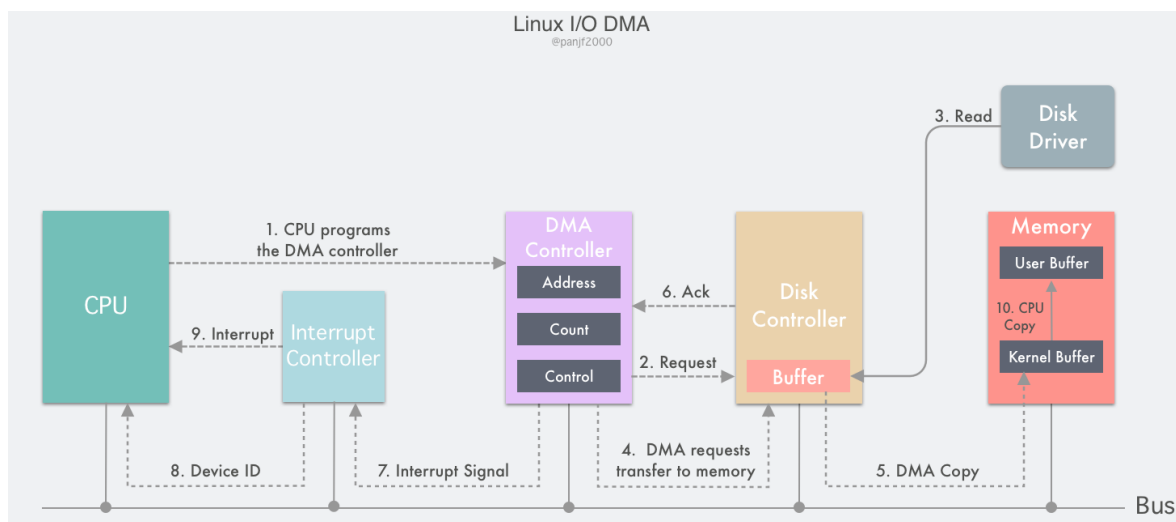 Linux I/O DMA
@panjf2000
3. Read
Disk
Driver
1. CPU programs
the DMA controller
DMA
Controller
Memory
Address
User Buffer
CPU
6. Ack
Disk
Controller
10. CPU
Copy
9. Interrupt
Interrupt
Controller
Count
2. Request
Kernel Buffer
Control
Buffer
8. Device ID
7. Interrupt Signal
4. DMA requests
transfer to memory
5. DMA Copy
Bus